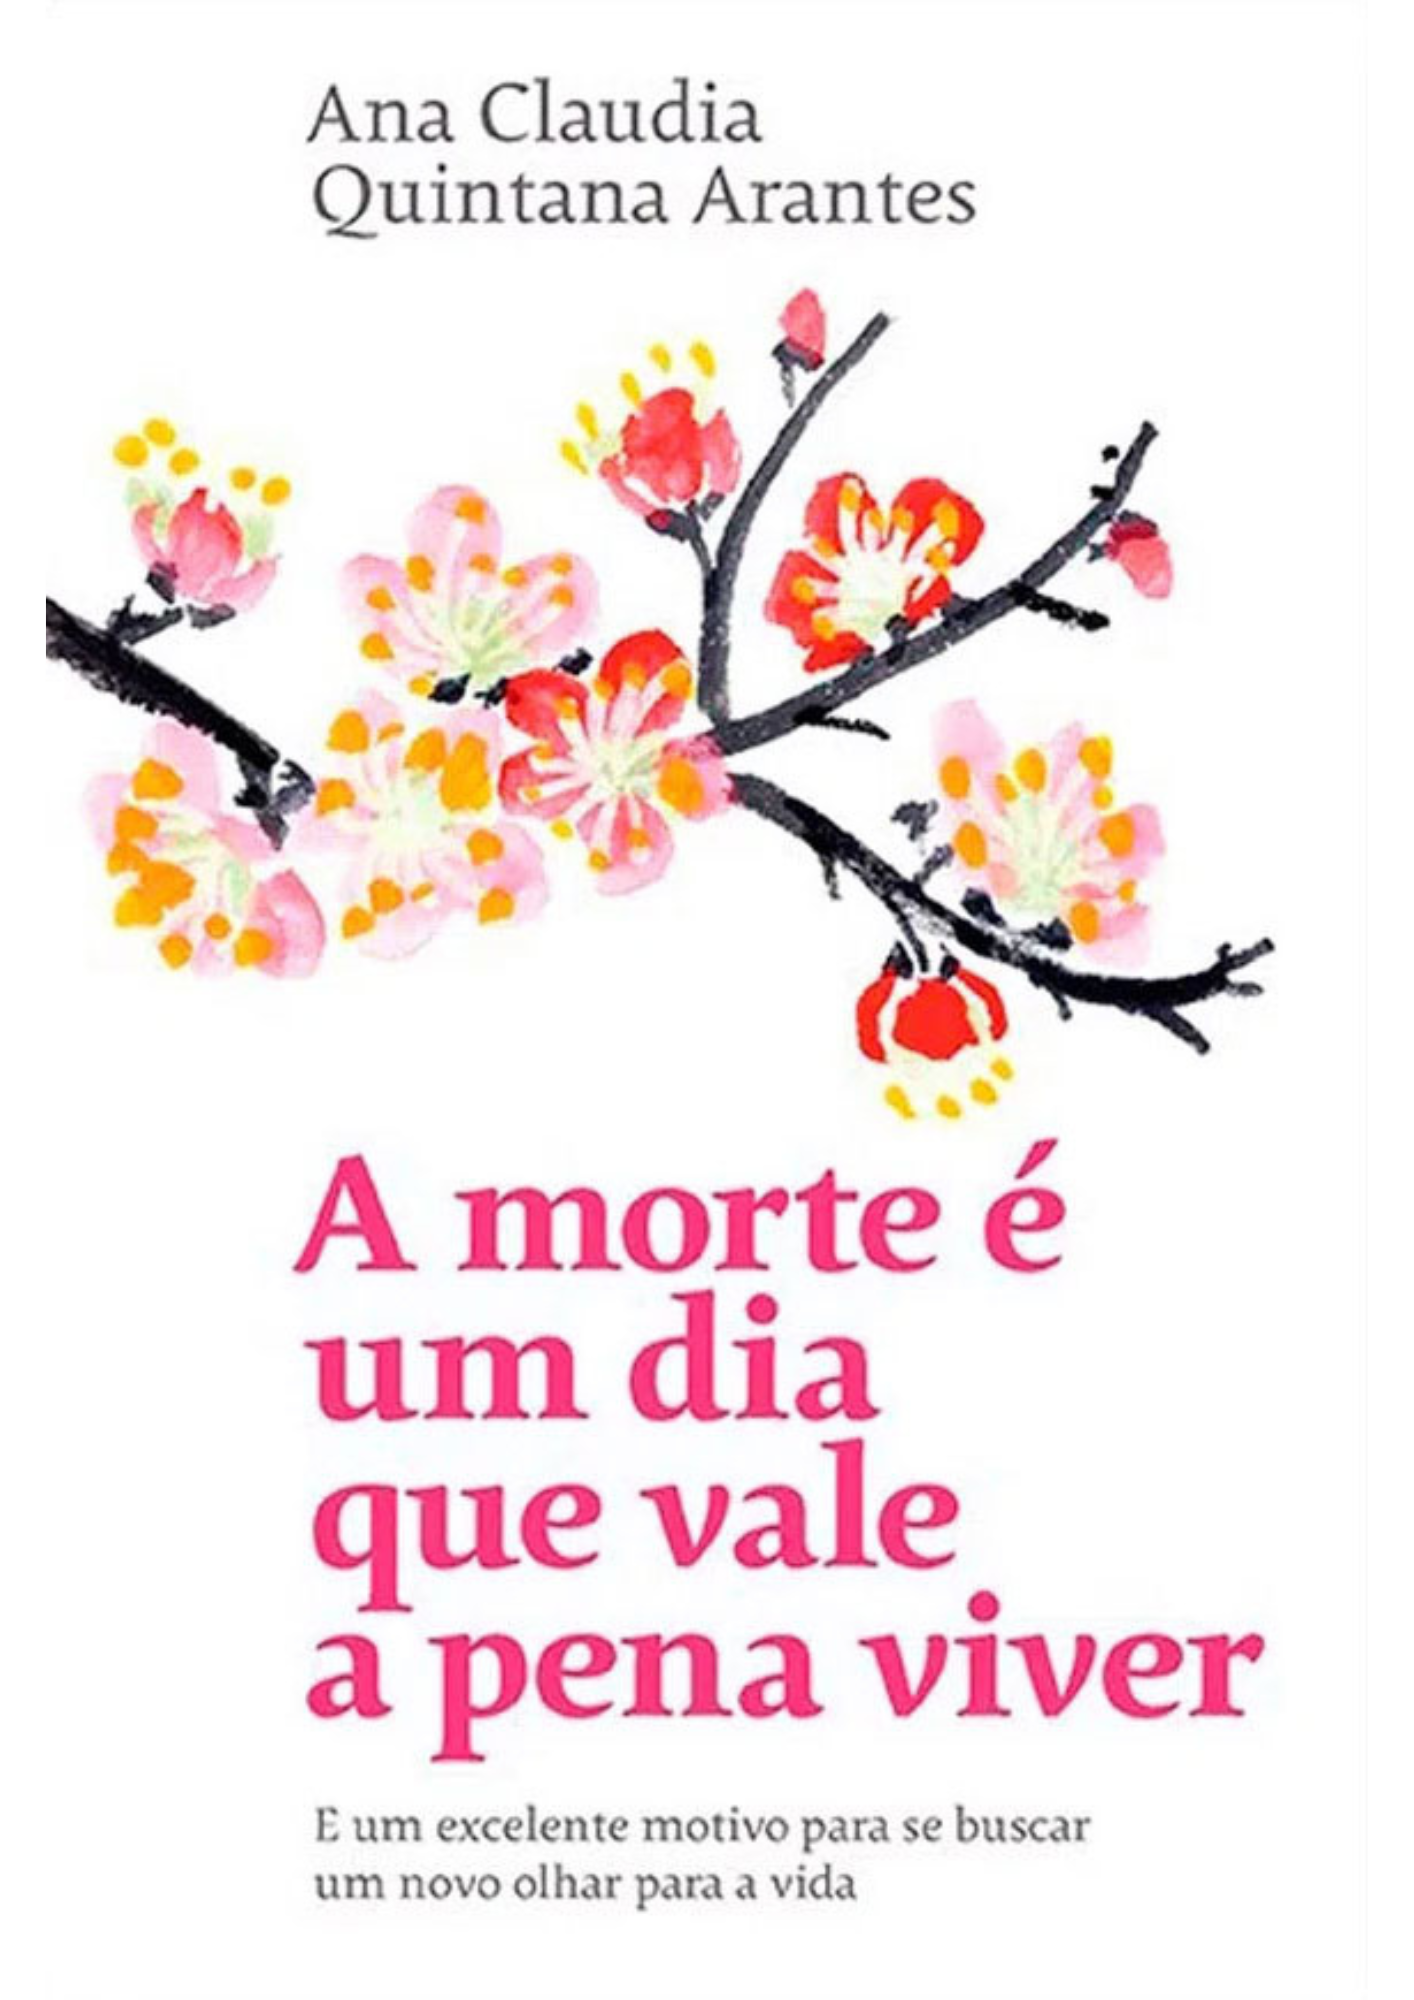 Ana Claudia
Quintana Arantes
A morte é
um dia
que vale
a pena viver
E um excelente motivo para se buscar
um novo olhar para a vida